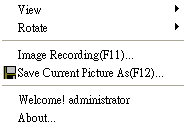 View
Rotate
Image Recording(F11)...
Save Current Picture As(F12)...
Welcome! administrator
About...